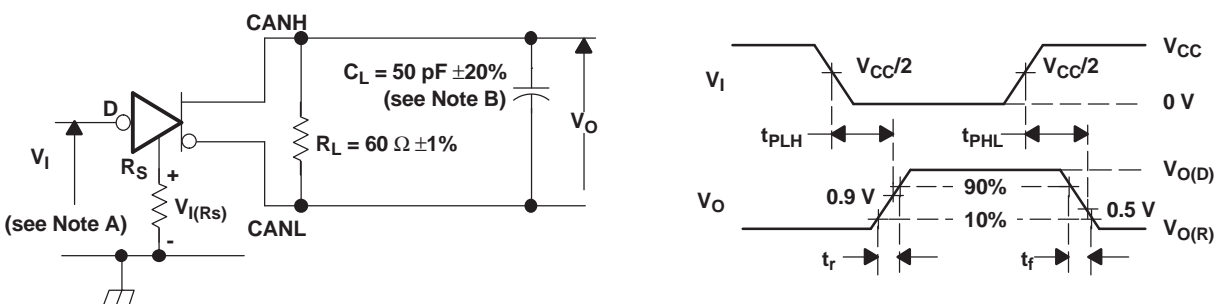 CANH
C_L = 50 pF ±20%
(see Note B)
D
V_O
V_I
R_S
R_L = 60 Ω ±1%
+
V_I(Rs)
(see Note A)
-
CANL
V_CC
V_I
V_CC/2
V_CC/2
0 V
t_PLH
t_PHL
V_O(D)
V_O
0.9 V
90%
10%
0.5 V
V_O(R)
t_r
t_f